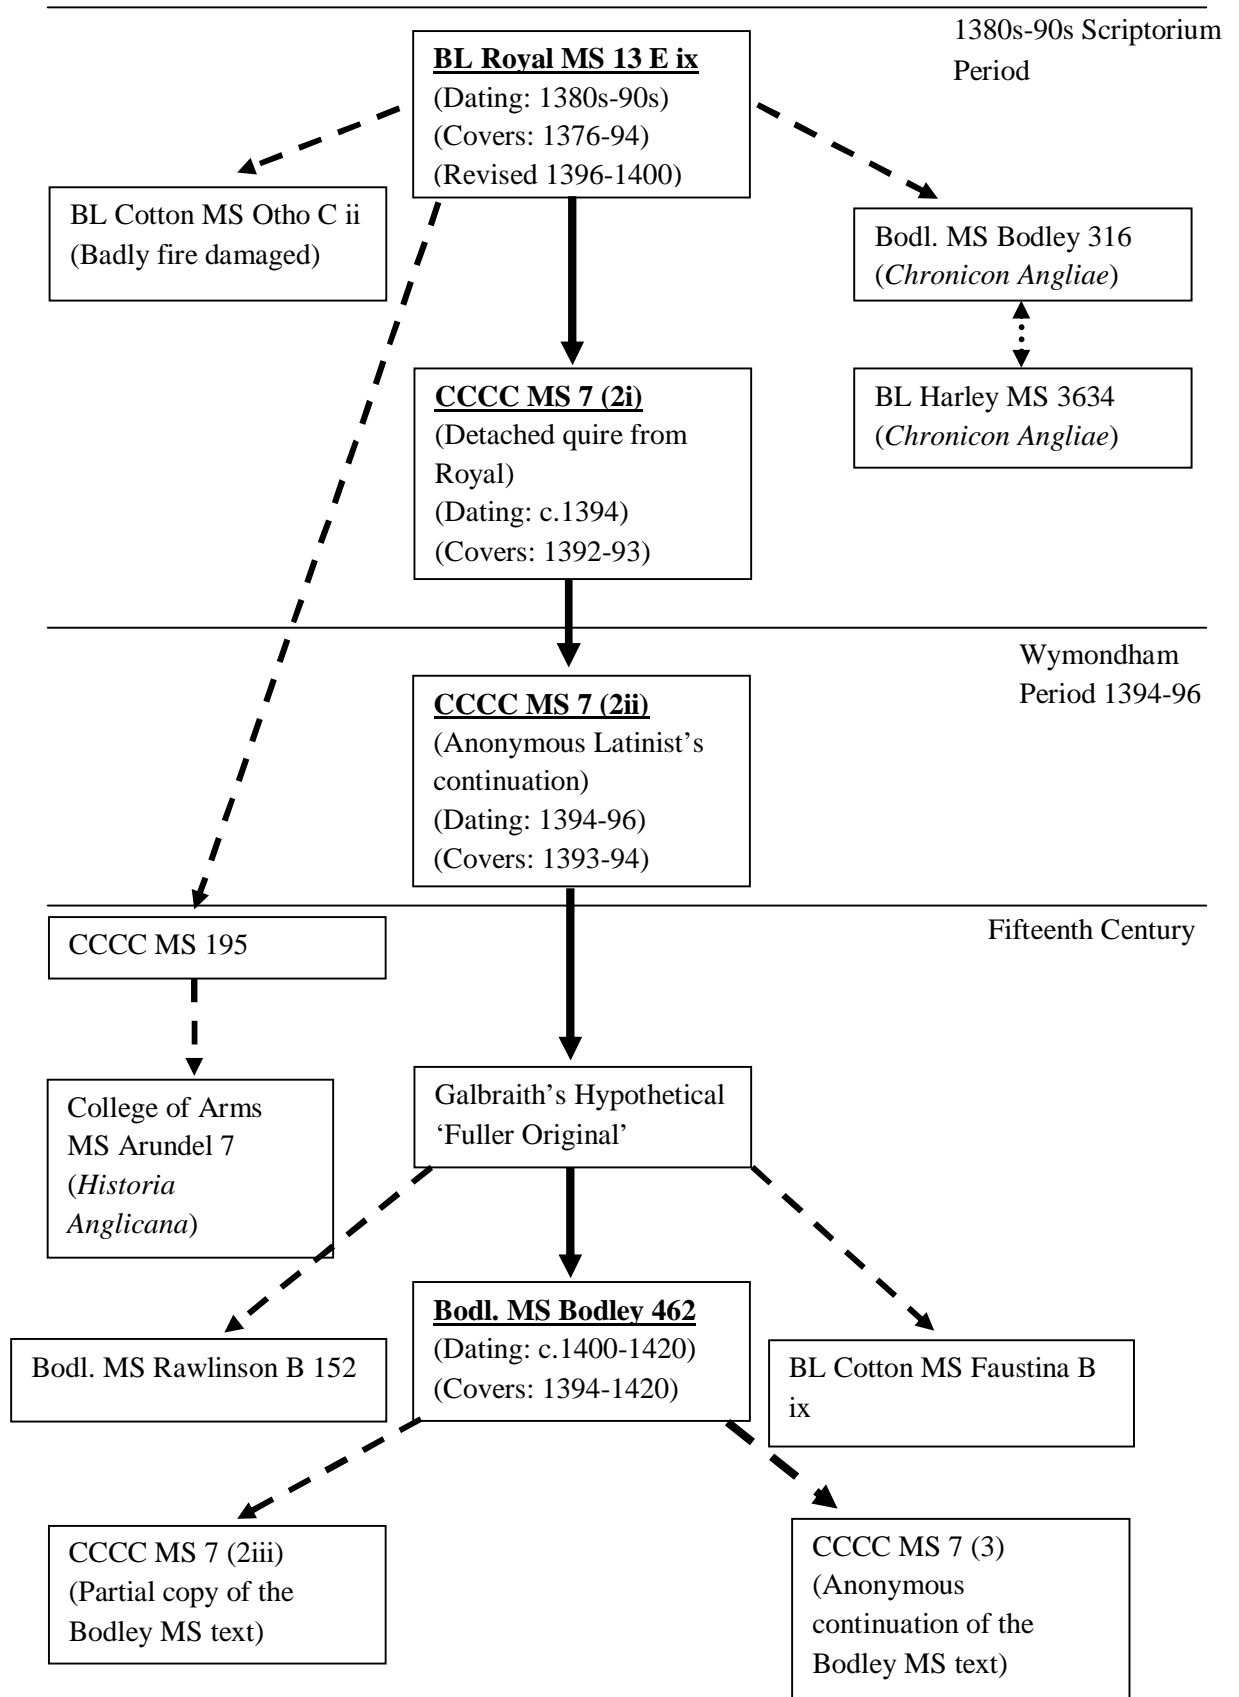 1380s-90s Scriptorium
Period
BL Royal MS 13 E ix
(Dating: 1380s-90s)
(Covers: 1376-94)
(Revised 1396-1400)
BL Cotton MS Otho C ii
(Badly fire damaged)
Bodl. MS Bodley 316
(Chronicon Angliae)
CCCC MS 7 (2i)
(Detached quire from
Royal)
(Dating: c.1394)
(Covers: 1392-93)
BL Harley MS 3634
(Chronicon Angliae)
Wymondham
Period 1394-96
CCCC MS 7 (2ii)
(Anonymous Latinist’s
continuation)
(Dating: 1394-96)
(Covers: 1393-94)
Fifteenth Century
CCCC MS 195
College of Arms
MS Arundel 7
(Historia
Anglicana)
Galbraith’s Hypothetical
‘Fuller Original’
Bodl. MS Rawlinson B 152
Bodl. MS Bodley 462
(Dating: c.1400-1420)
(Covers: 1394-1420)
BL Cotton MS Faustina B
ix
CCCC MS 7 (2iii)
(Partial copy of the
Bodley MS text)
CCCC MS 7 (3)
(Anonymous
continuation of the
Bodley MS text)